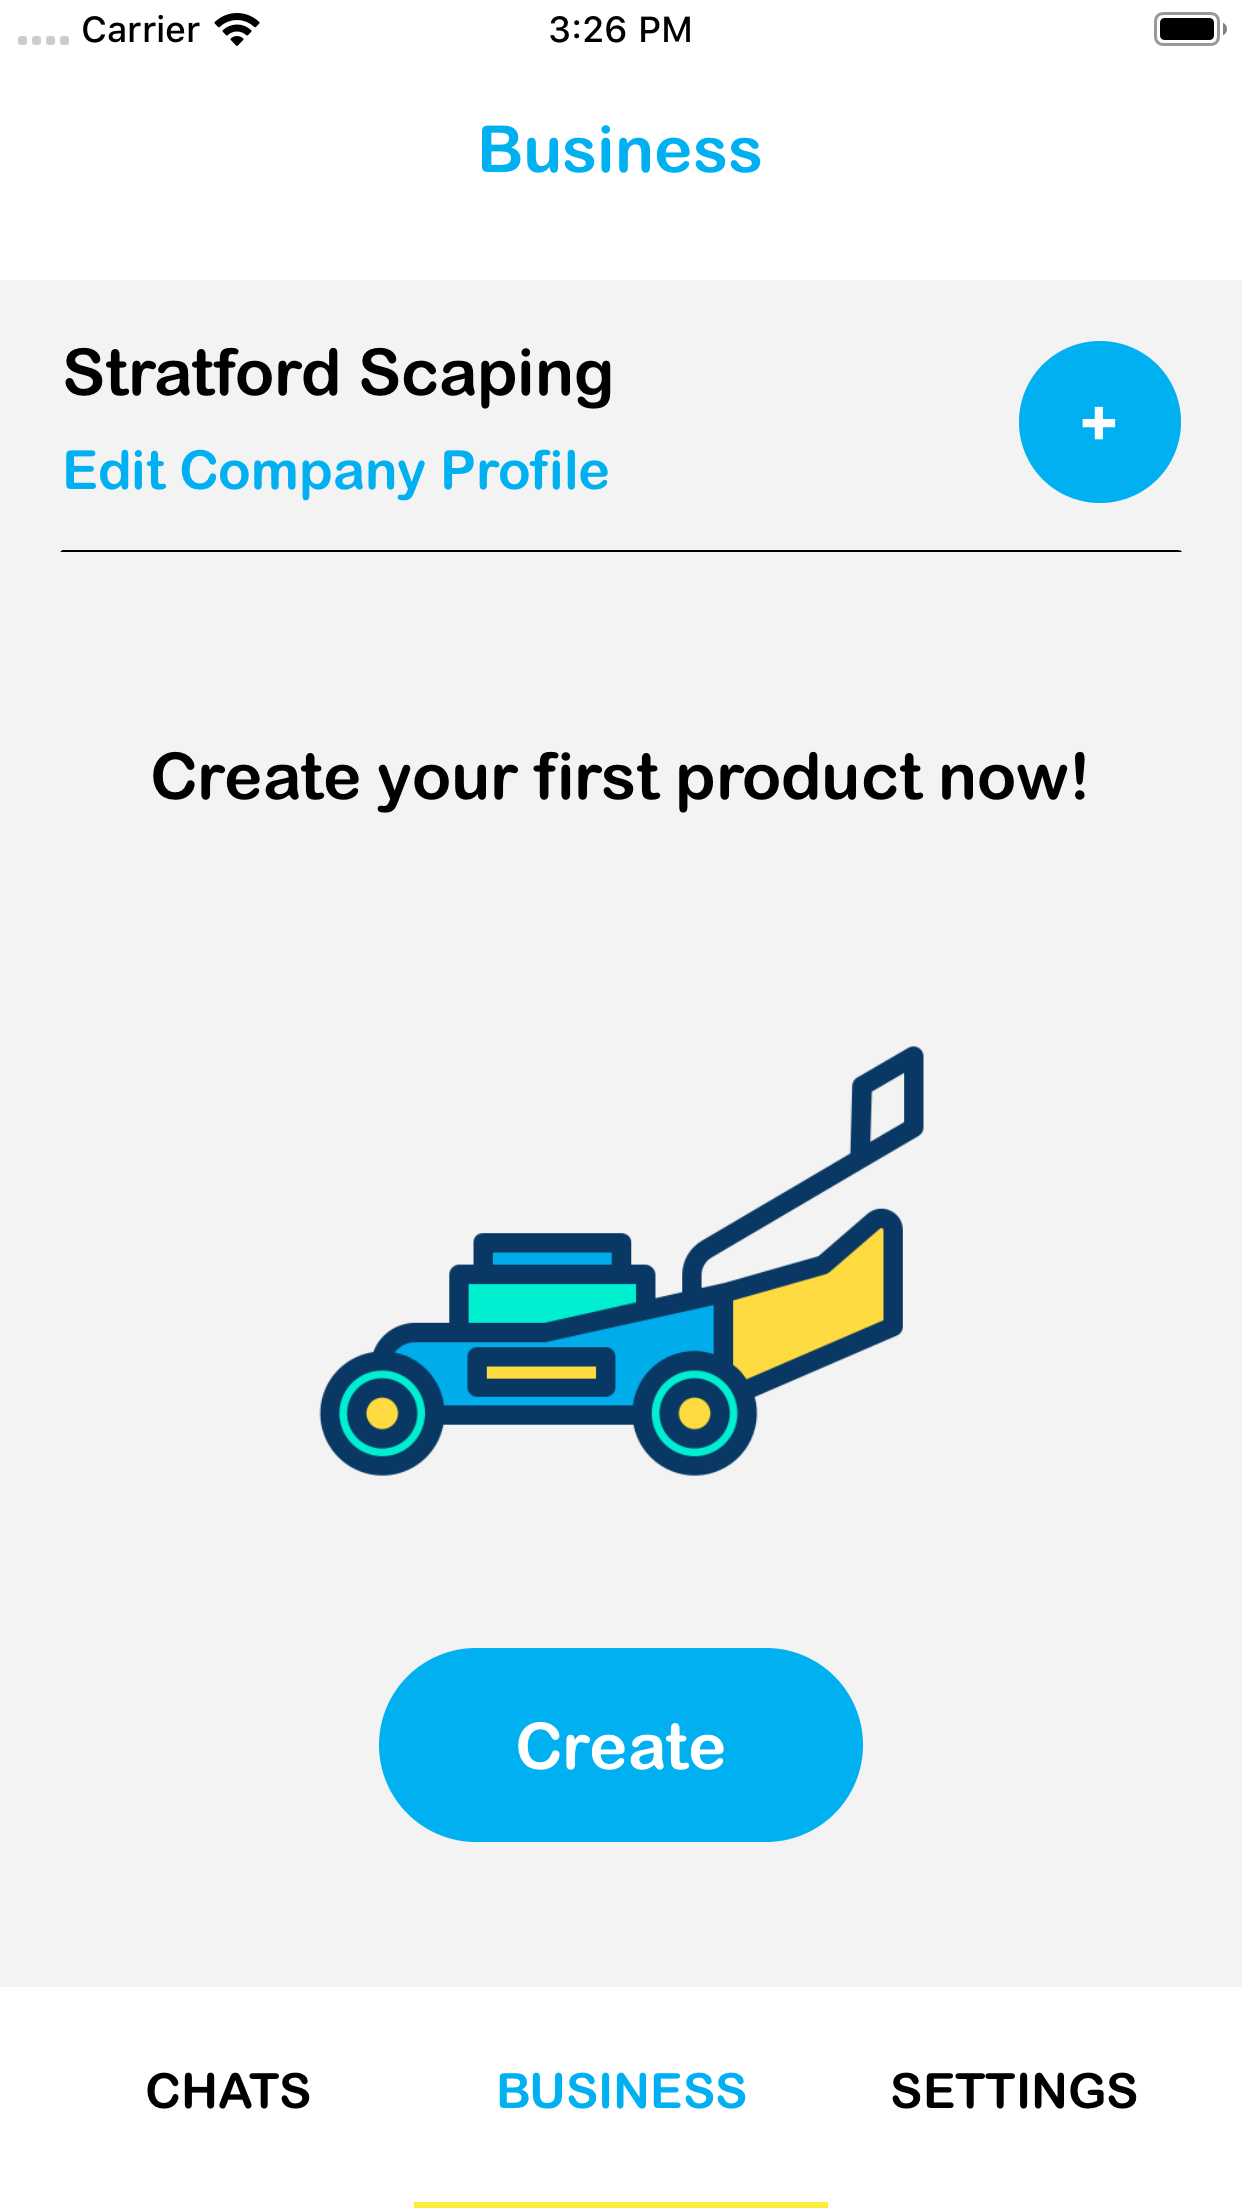 Carrier 3:26 PM
Business
Stratford Scaping
+
Edit Company Profile
Create your first product now!
Create
CHATS BUSINESS SETTINGS